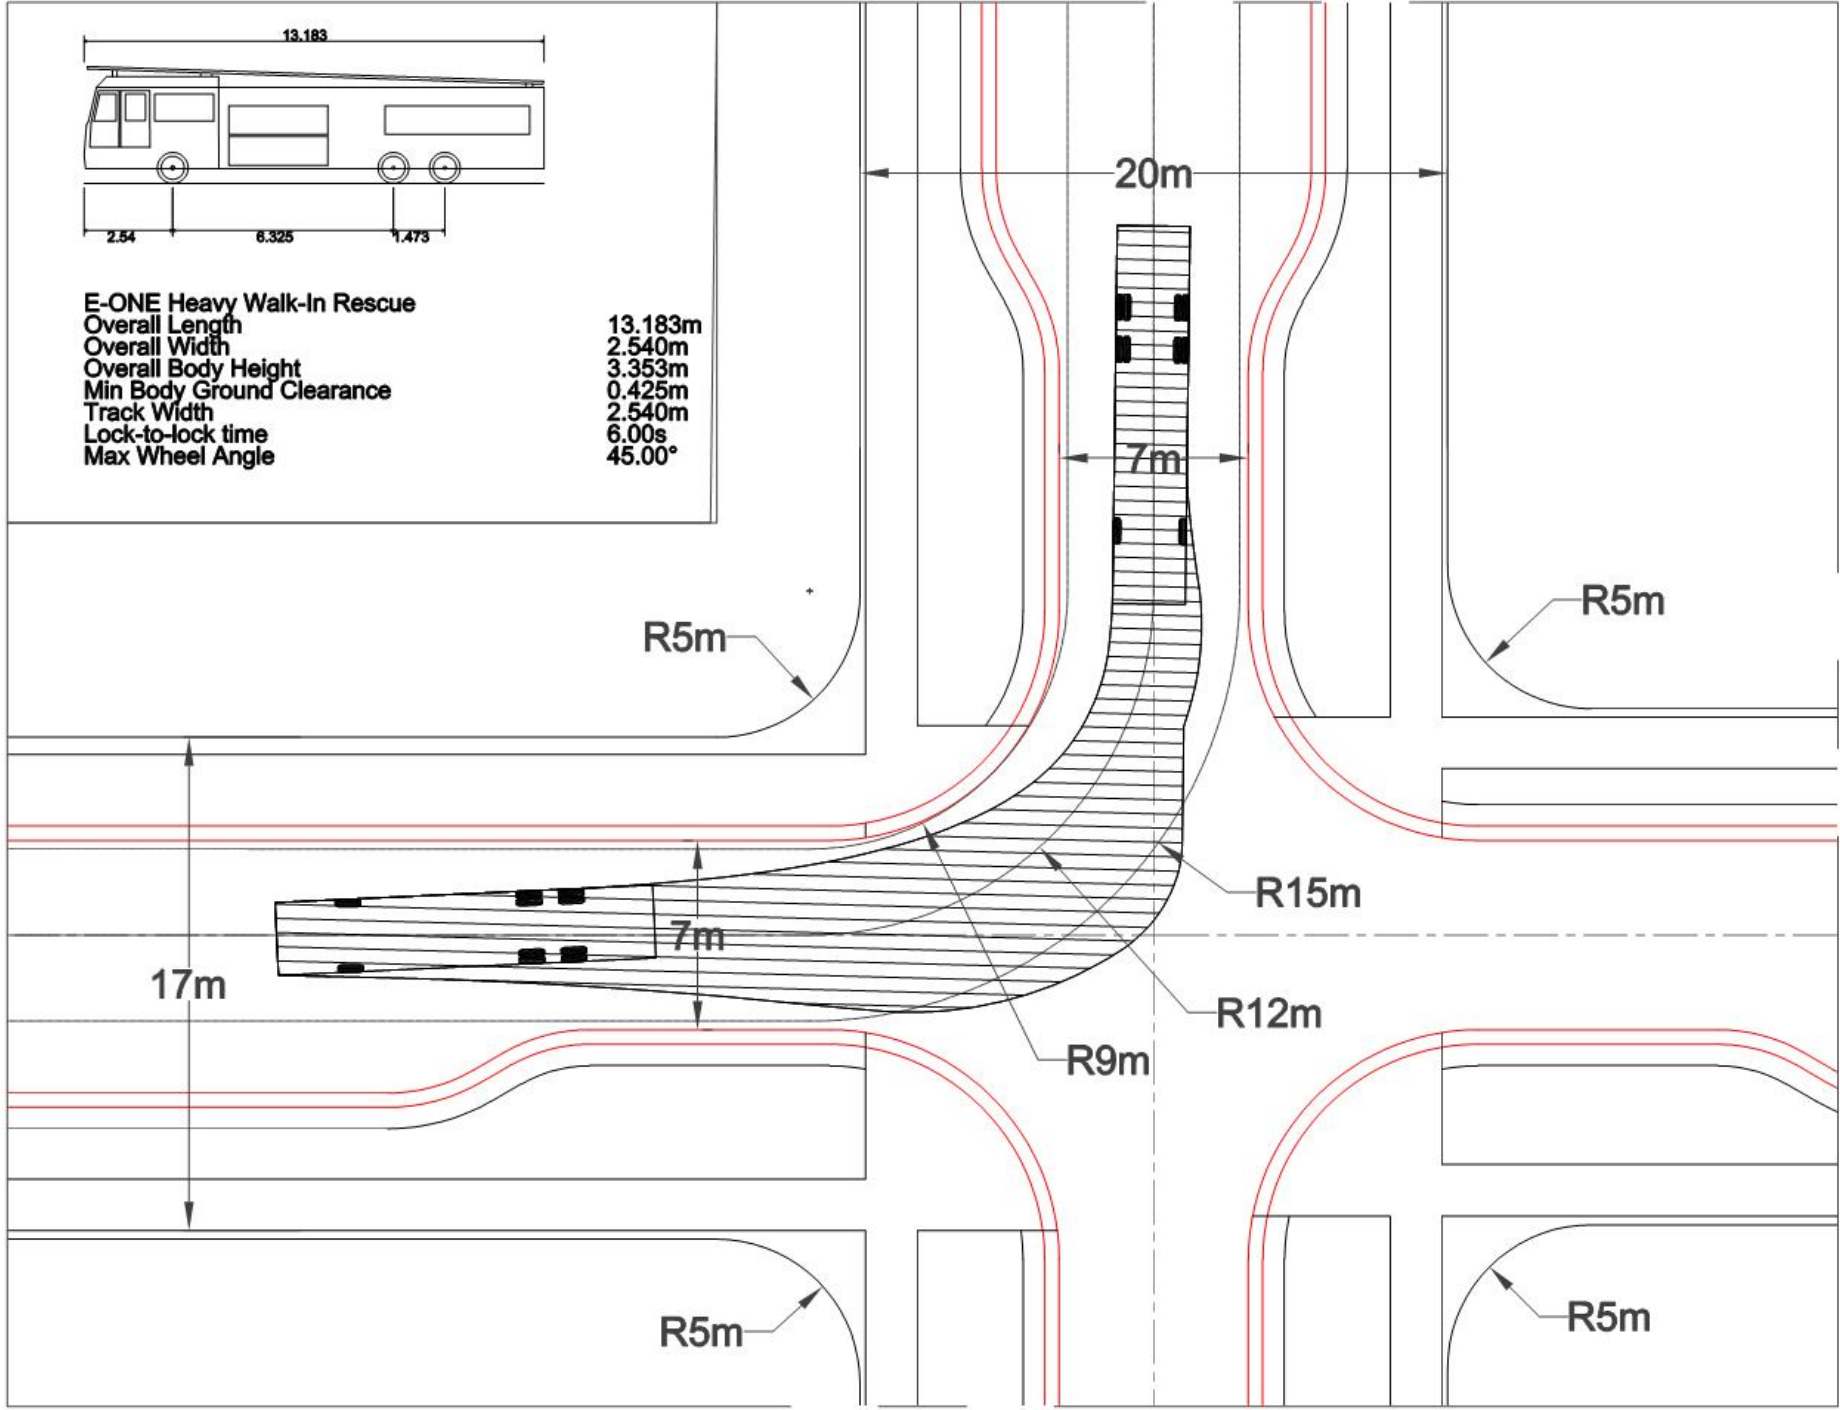 13.183
2.54 6.325 1.473
E-ONE Heavy Walk-In Rescue
Overall Length 13.183m
Overall Width 2.540m
Overall Body Height 3.353m
Min Body Ground Clearance 0.425m
Track Width 2.540m
Lock-to-lock time 6.00s
Max Wheel Angle 45.00°
20m
7m
R5m
R5m
R15m
7m
17m
R12m
R9m
R5m
R5m